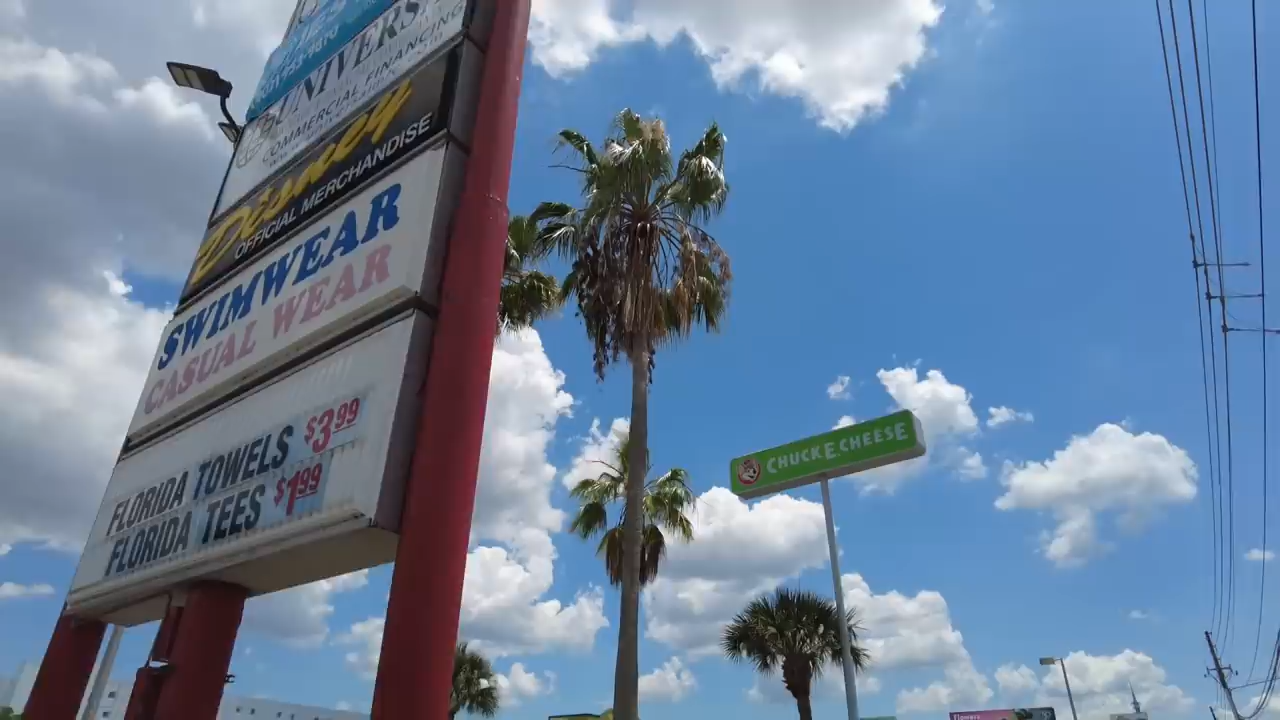 UNIVERS
COMMERCIAL FINANCING
Disney
OFFICIAL MERCHANDISE
SWIMWEAR
CASUAL WEAR
FLORIDA TOWELS $3.99
FLORIDA TEES $1.99
CHUCK E. CHEESE
Flowers